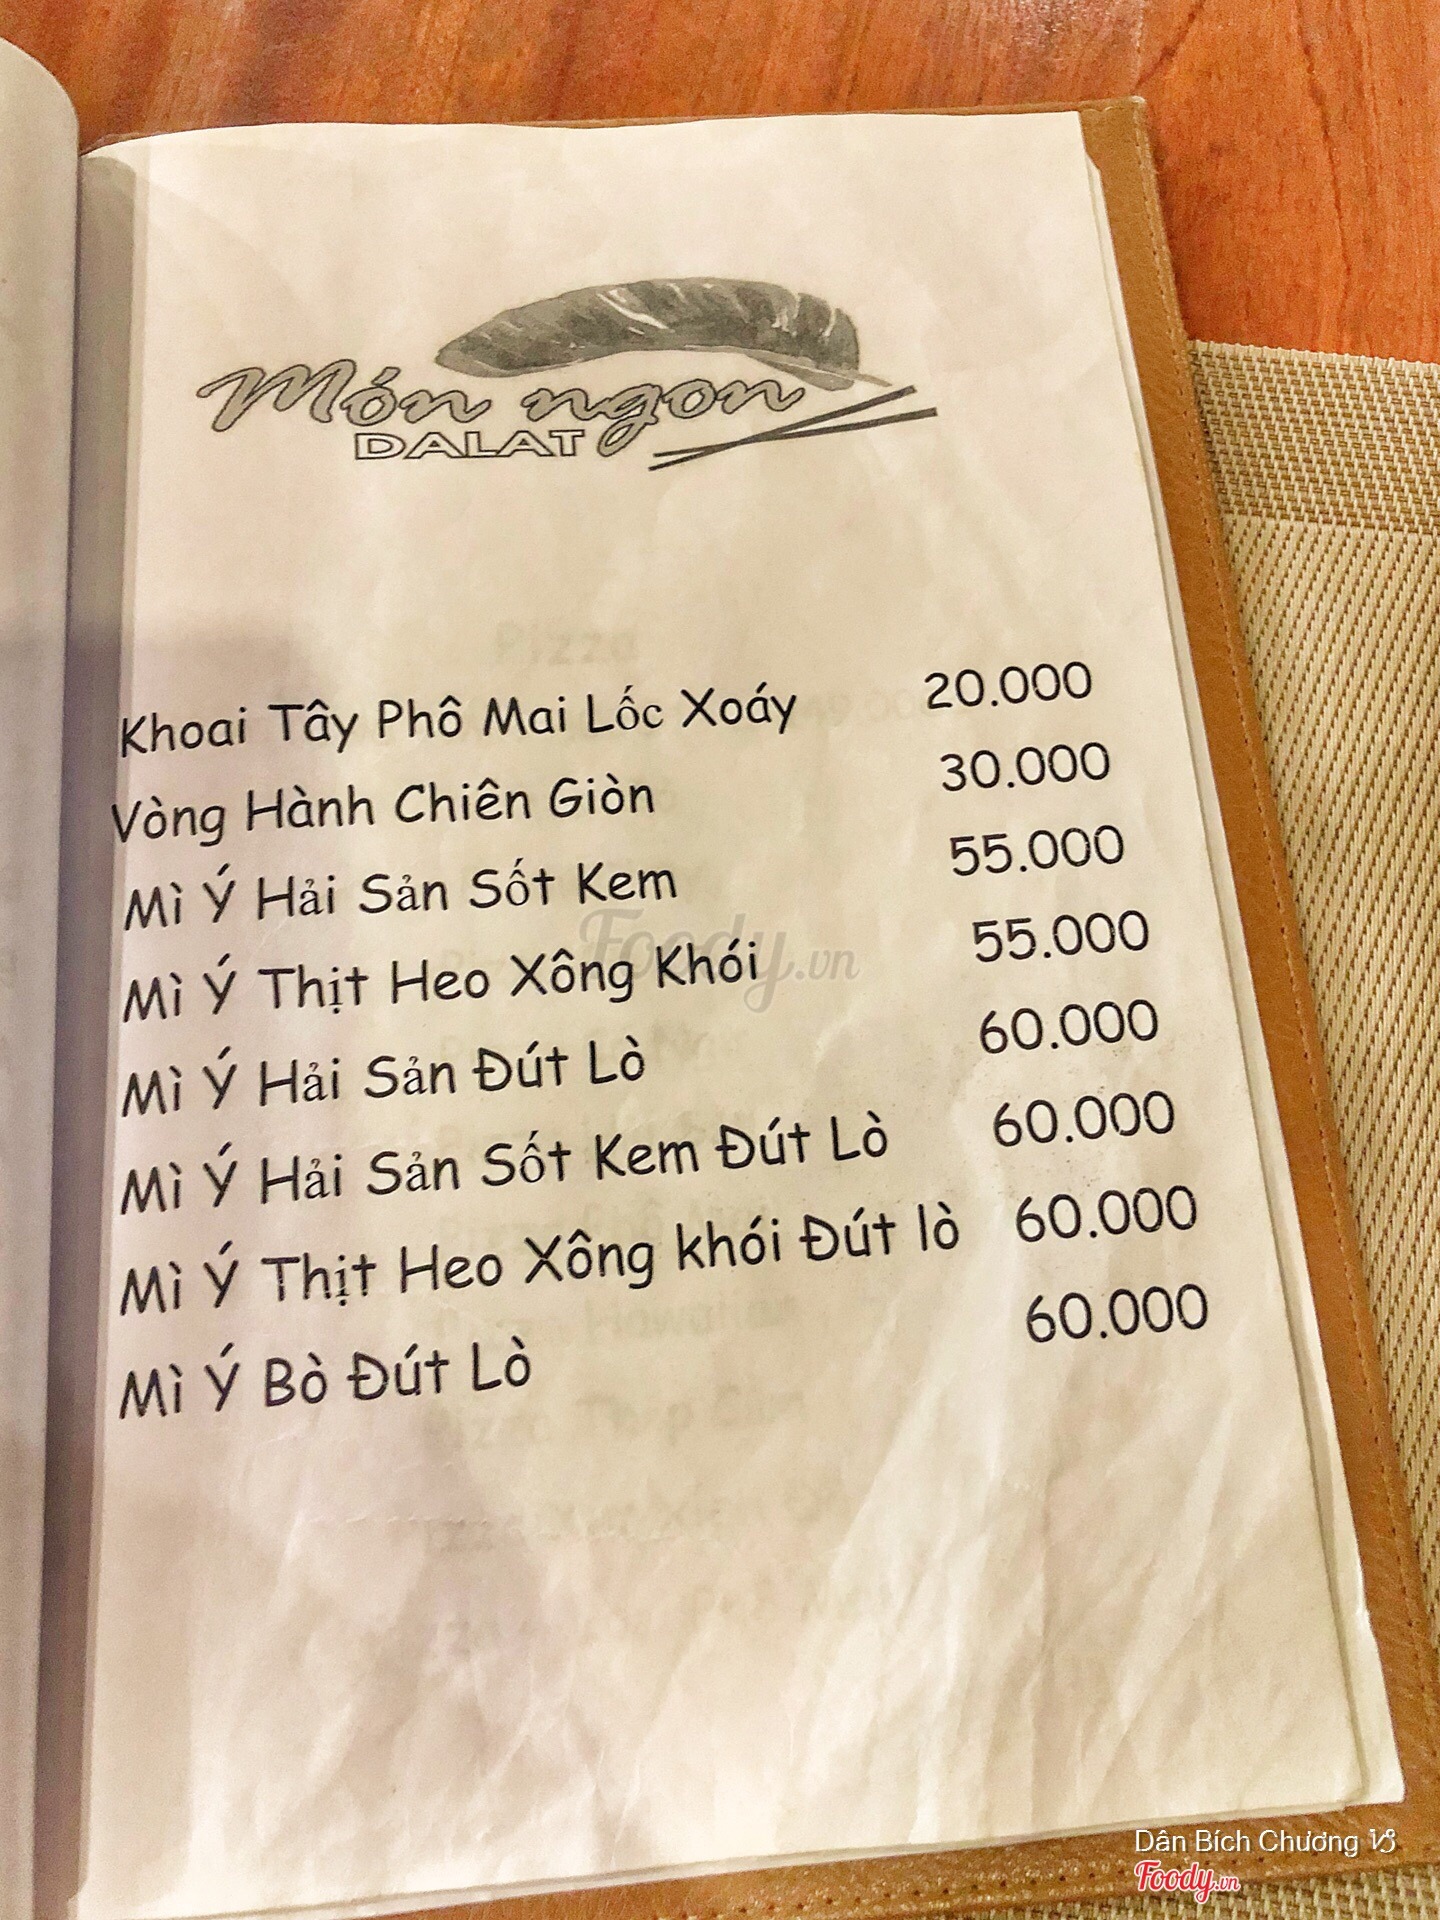 Món ngon
DALAT
Khoai Tây Phô Mai Lốc Xoáy 20.000
Vòng Hành Chiên Giòn 30.000
Mì Ý Hải Sản Sốt Kem 55.000
Mì Ý Thịt Heo Xông Khói 55.000
Mì Ý Hải Sản Đút Lò 60.000
Mì Ý Hải Sản Sốt Kem Đút Lò 60.000
Mì Ý Thịt Heo Xông khói Đút lò 60.000
Mì Ý Bò Đút Lò 60.000
Foody.vn
Dân Bích Chương
Foody.vn